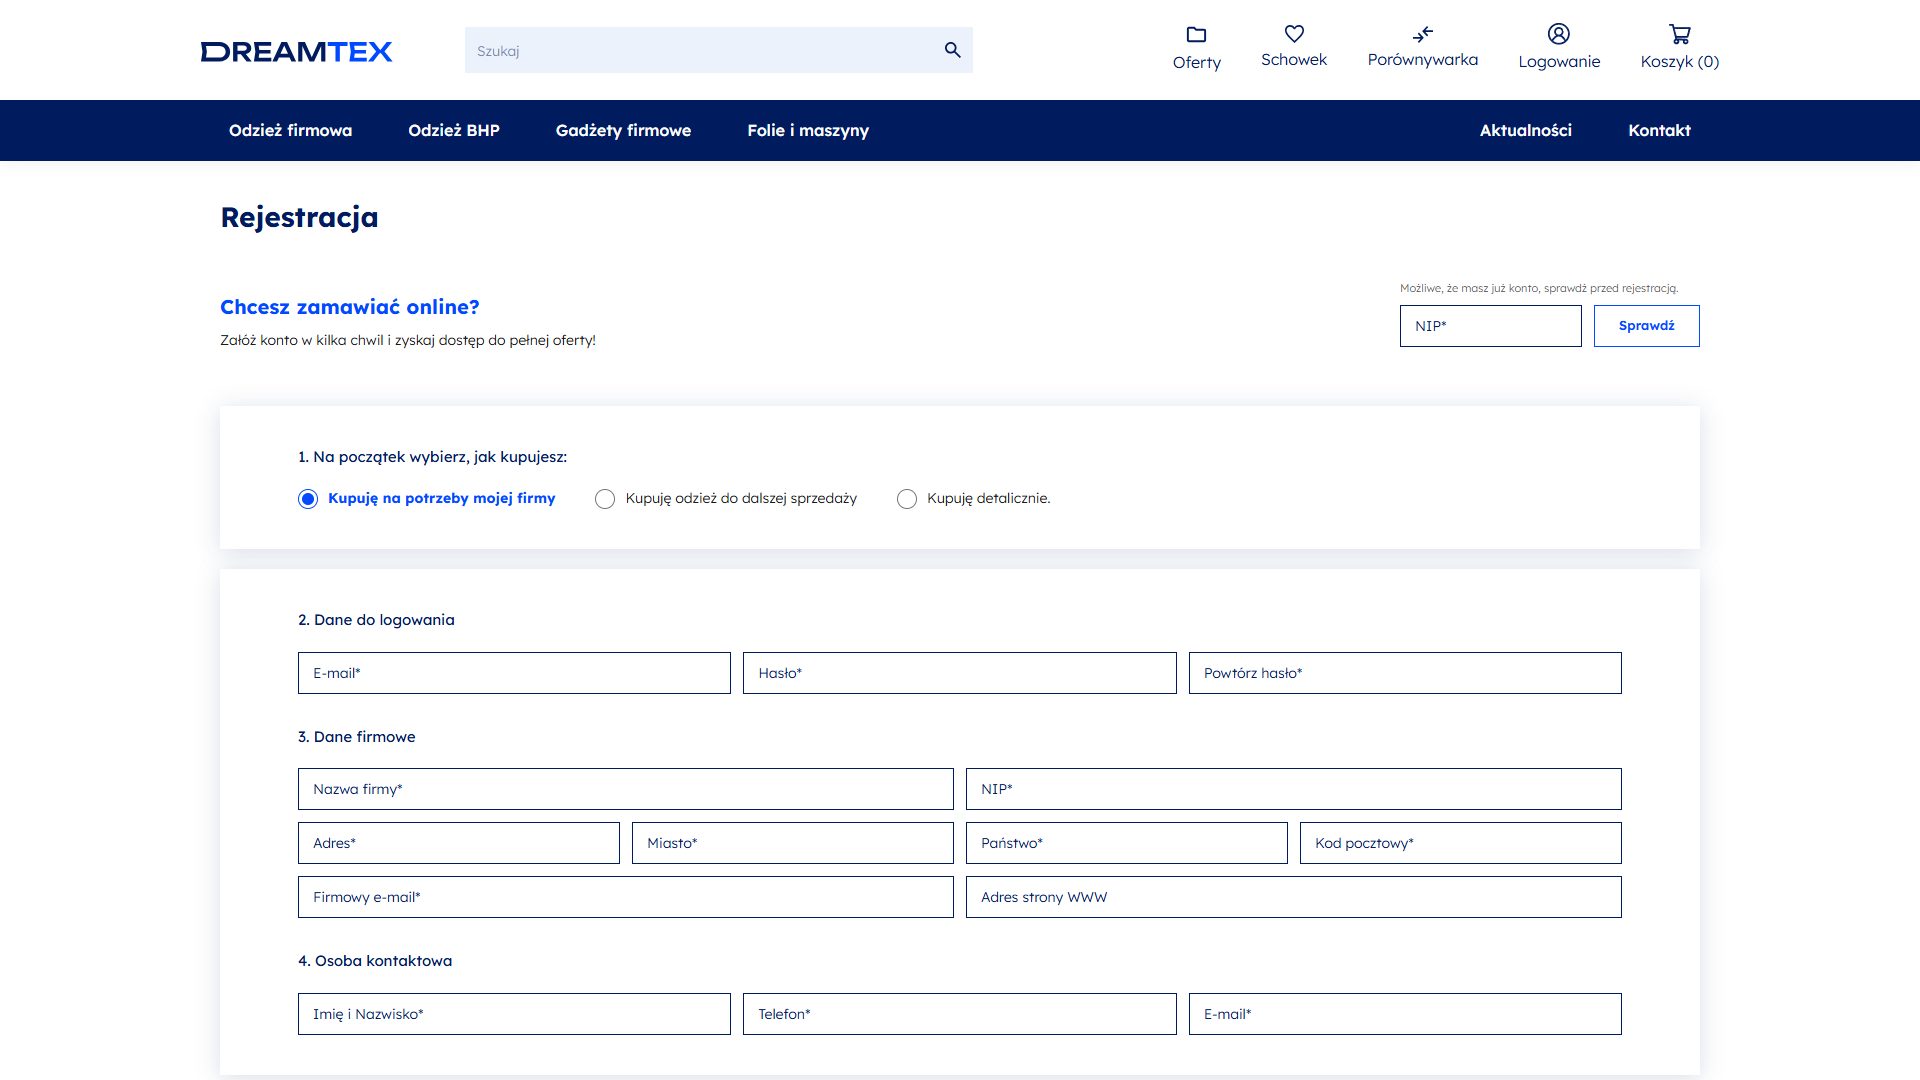 DREAMTEX
Szukaj
Oferty
Schowek
Porównywarka
Logowanie
Koszyk (0)
Odzież firmowa
Odzież BHP
Gadżety firmowe
Folie i maszyny
Aktualności
Kontakt
Rejestracja
Chcesz zamawiać online?
Załóż konto w kilka chwil i zyskaj dostęp do pełnej oferty!
Możliwe, że masz już konto, sprawdź przed rejestracją.
NIP*
Sprawdź
1. Na początek wybierz, jak kupujesz:
Kupuję na potrzeby mojej firmy
Kupuję odzież do dalszej sprzedaży
Kupuję detalicznie.
2. Dane do logowania
E-mail*
Hasło*
Powtórz hasło*
3. Dane firmowe
Nazwa firmy*
NIP*
Adres*
Miasto*
Państwo*
Kod pocztowy*
Firmowy e-mail*
Adres strony WWW
4. Osoba kontaktowa
Imię i Nazwisko*
Telefon*
E-mail*